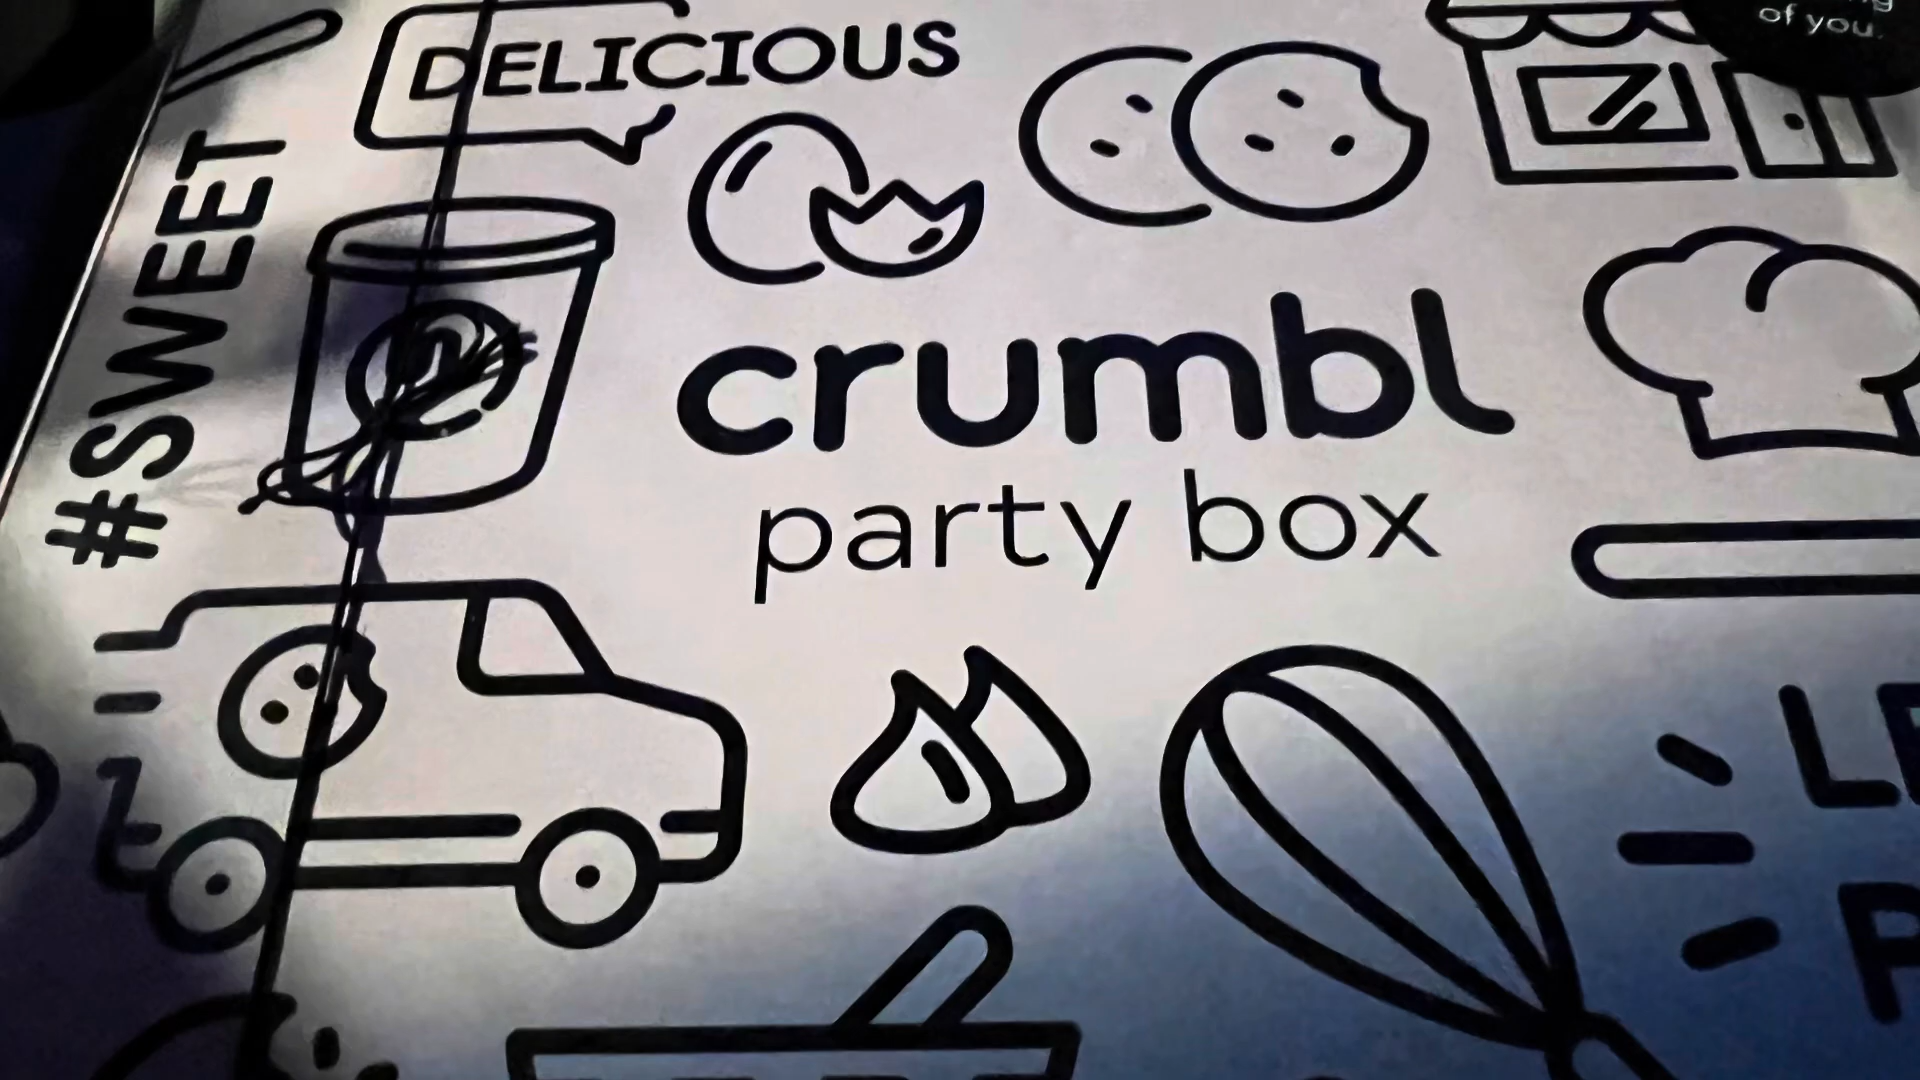 of you.
DELICIOUS
#SWEET
crumbl
party box